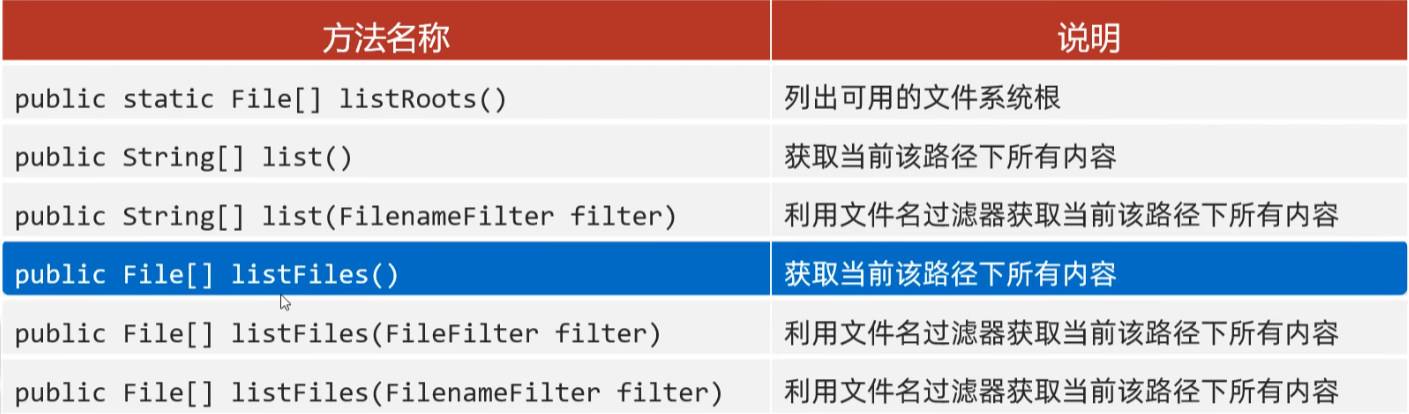 方法名称 说明
public static File[] listRoots() 列出可用的文件系统根
public String[] list() 获取当前该路径下所有内容
public String[] list(FilenameFilter filter) 利用文件名过滤器获取当前该路径下所有内容
public File[] listFiles() 获取当前该路径下所有内容
public File[] listFiles(FileFilter filter) 利用文件名过滤器获取当前该路径下所有内容
public File[] listFiles(FilenameFilter filter) 利用文件名过滤器获取当前该路径下所有内容